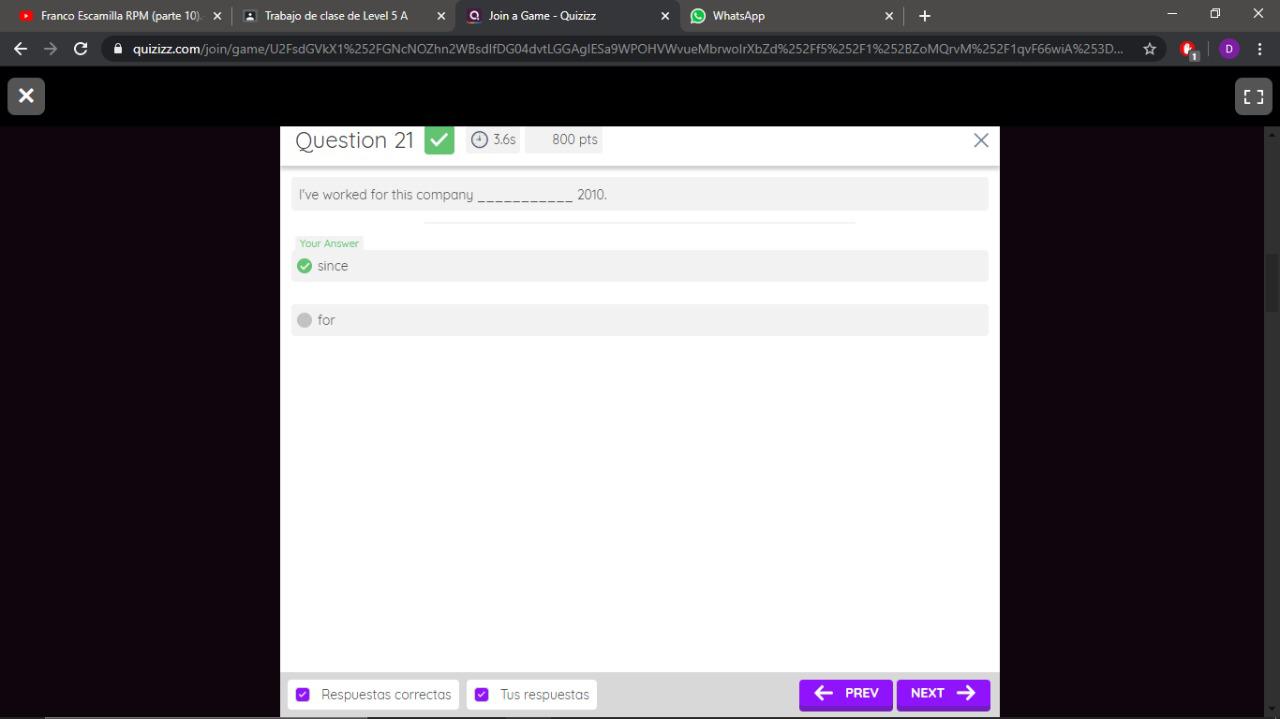 Franco Escamilla RPM (parte 10).
Trabajo de clase de Level 5 A
Join a Game - Quizizz
WhatsApp
quizizz.com/join/game/U2FsdGVkX1%252FGNcNOZhn2WBsdIfDG04dvtLGGAgIESa9WPOHVWvueMbrwoIrXbZd%252Ff5%252F1%252BZoMQrvM%252F1qvF66wiA%253D...
1
D
Question 21
3.6s
800 pts
I've worked for this company ___________ 2010.
Your Answer
since
for
Respuestas correctas
Tus respuestas
PREV
NEXT